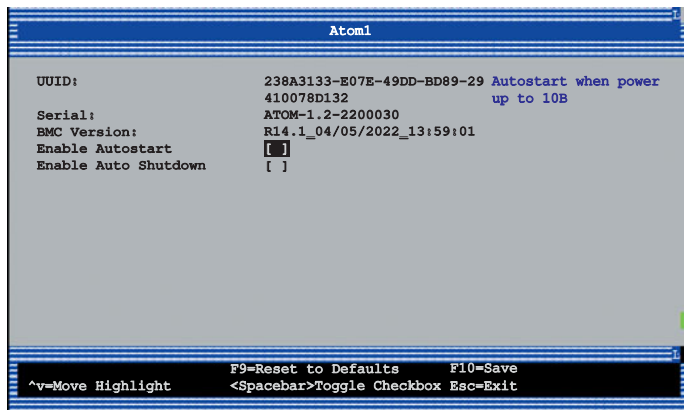 Atom1
UUID: 238A3133-E07E-49DD-BD89-29 Autostart when power
410078D132 up to 10B
Serial: ATOM-1.2-2200030
BMC Version: R14.1_04/05/2022_13:59:01
Enable Autostart [ ]
Enable Auto Shutdown [ ]
F9=Reset to Defaults F10=Save
^v=Move Highlight <Spacebar>Toggle Checkbox Esc=Exit